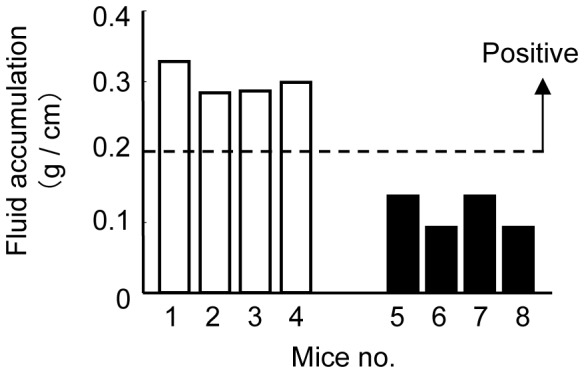 Fluid accumulation
(g / cm)
0.4
0.3
0.2
0.1
0
Positive
1 2 3 4 5 6 7 8
Mice no.